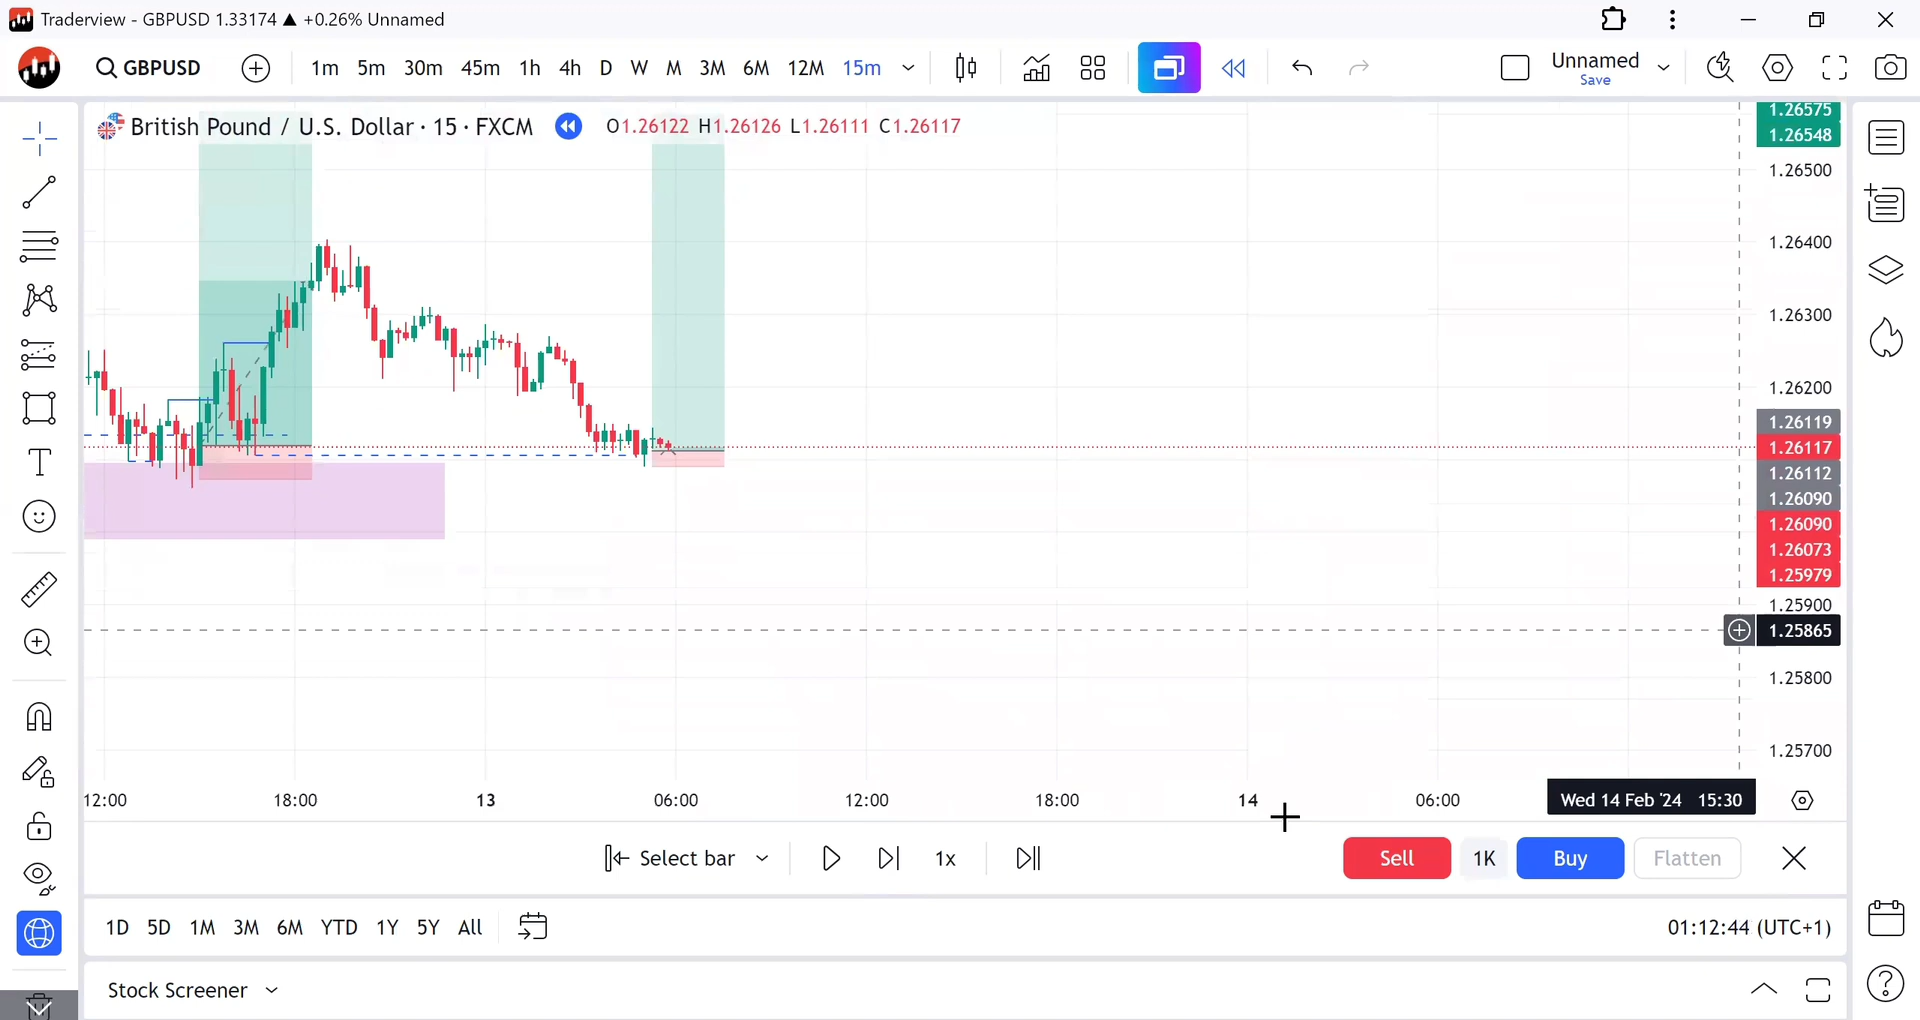 Traderview - GBPUSD 1.33174 ▲ +0.26% Unnamed
GBPUSD 1m 5m 30m 45m 1h 4h D W M 3M 6M 12M 15m Unnamed
Save
British Pound / U.S. Dollar · 15 · FXCM O1.26122 H1.26126 L1.26111 C1.26117
1.26575
1.26548
1.26500
1.26400
1.26300
1.26200
1.26119
1.26117
1.26112
1.26090
1.26090
1.26073
1.25979
1.25900
1.25865
1.25800
1.25700
12:00 18:00 13 06:00 12:00 18:00 14 06:00 Wed 14 Feb '24 15:30
Select bar 1x Sell 1K Buy Flatten
1D 5D 1M 3M 6M YTD 1Y 5Y All 01:12:44 (UTC+1)
Stock Screener